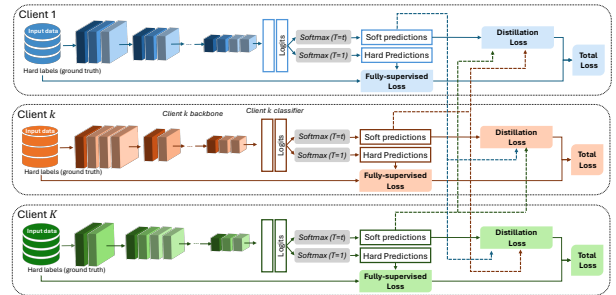 Client 1
Input data
Hard labels (ground truth)
Logits
Softmax (T=t)
Softmax (T=1)
Soft predictions
Hard Predictions
Fully-supervised
Loss
Distillation
Loss
Total
Loss
Client k
Input data
Hard labels (ground truth)
Client k backbone
Client k classifier
Logits
Softmax (T=t)
Softmax (T=1)
Soft predictions
Hard Predictions
Fully-supervised
Loss
Distillation
Loss
Total
Loss
Client K
Input data
Hard labels (ground truth)
Logits
Softmax (T=t)
Softmax (T=1)
Soft predictions
Hard Predictions
Fully-supervised
Loss
Distillation
Loss
Total
Loss